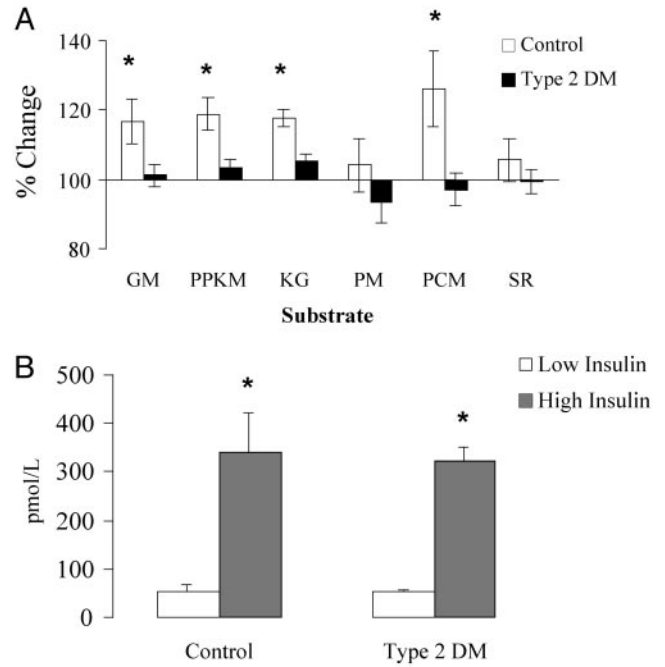 A
140
120
100
80
% Change
* * * *
Control
Type 2 DM
GM PPKM KG PM PCM SR
Substrate
B
500
400
300
200
100
0
pmol/L
* *
Low Insulin
High Insulin
Control Type 2 DM